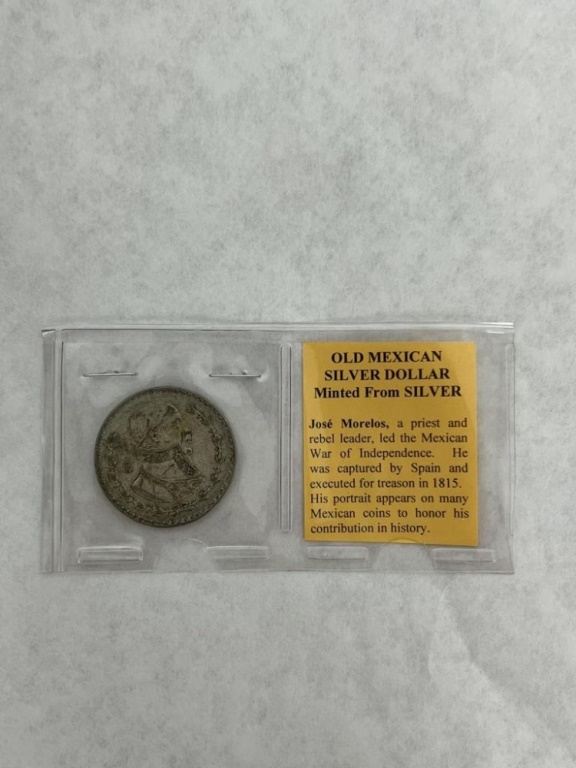 OLD MEXICAN
SILVER DOLLAR
Minted From SILVER
José Morelos, a priest and
rebel leader, led the Mexican
War of Independence. He
was captured by Spain and
executed for treason in 1815.
His portrait appears on many
Mexican coins to honor his
contribution in history.